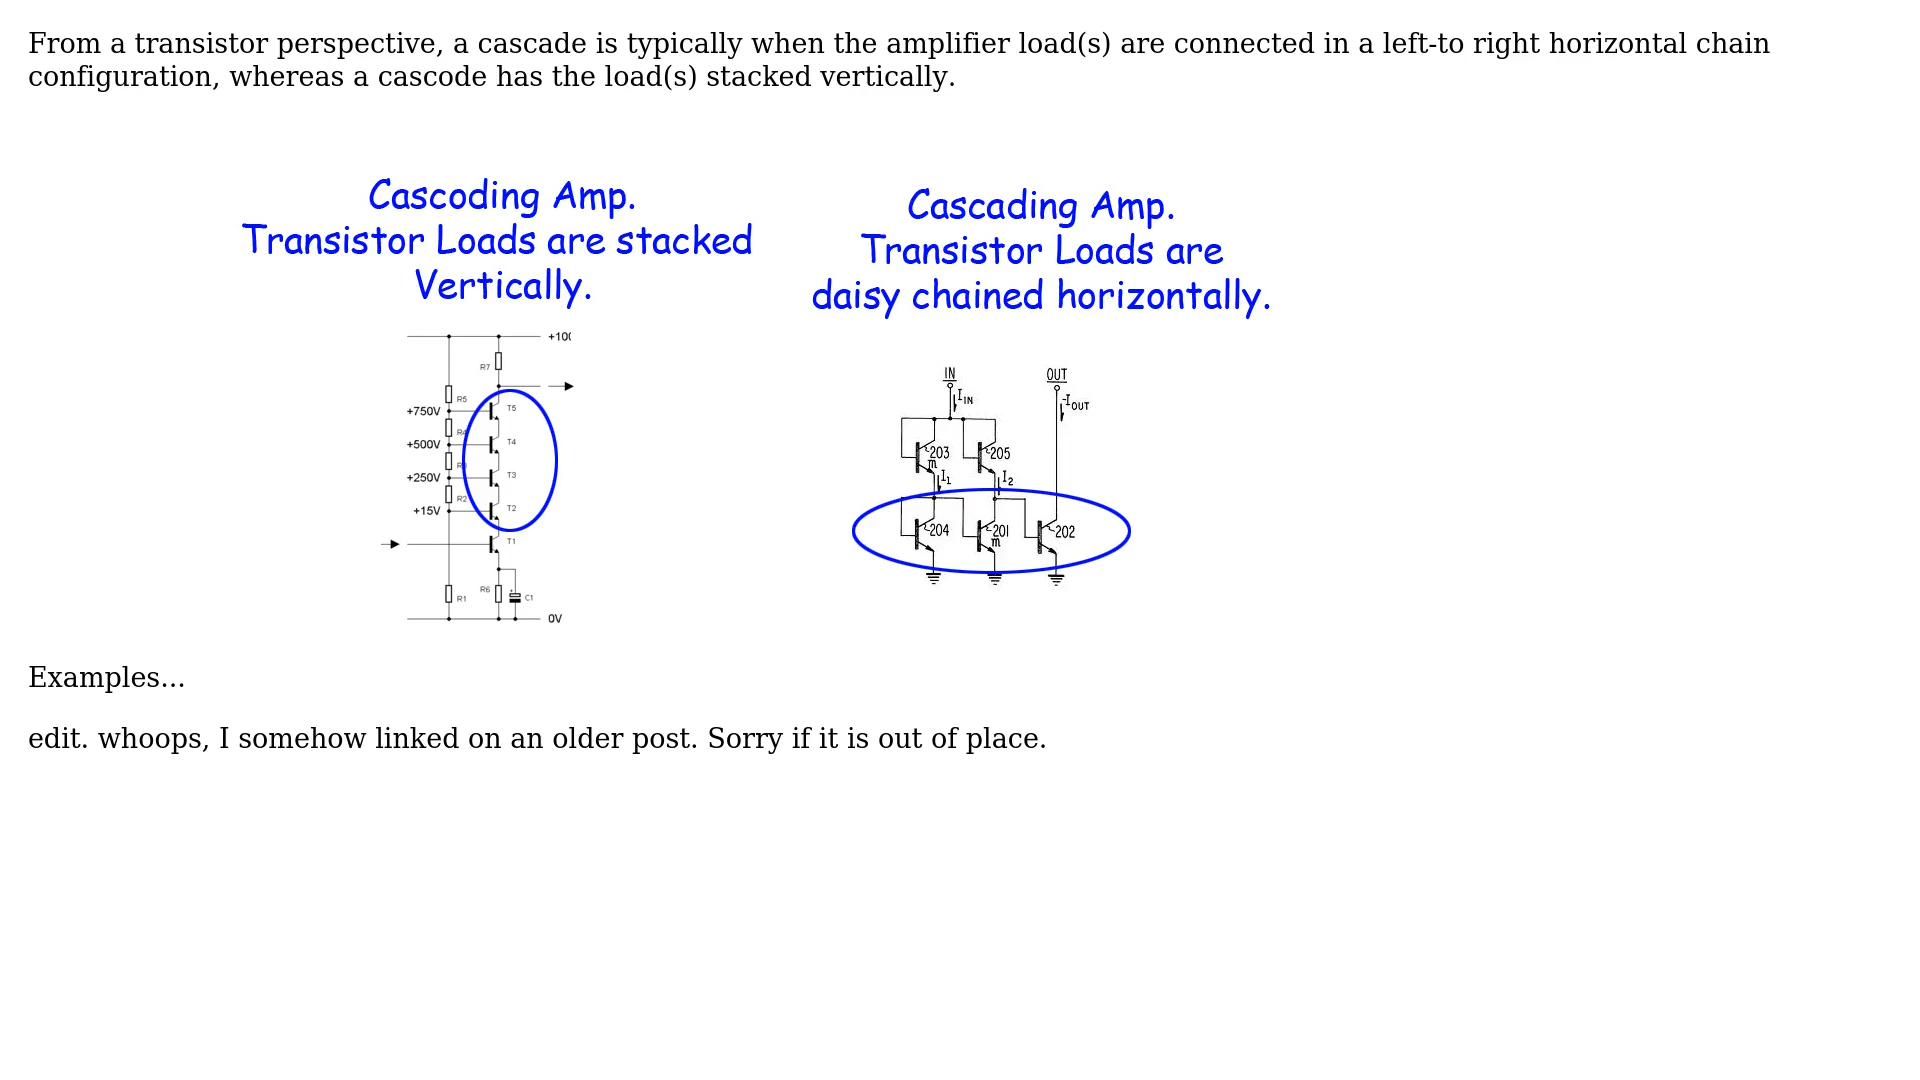 From a transistor perspective, a cascade is typically when the amplifier load(s) are connected in a left-to right horizontal chain
configuration, whereas a cascode has the load(s) stacked vertically.
Cascoding Amp.
Transistor Loads are stacked
Vertically.
+100
R7
R5
+750V
T5
R4
+500V
T4
R3
+250V
T3
R2
+15V
T2
T1
R1
R6
C1
0V
Cascading Amp.
Transistor Loads are
daisy chained horizontally.
IN
OUT
IIN
-IOUT
203
m
205
I1
I2
204
201
m
202
Examples...
edit. whoops, I somehow linked on an older post. Sorry if it is out of place.